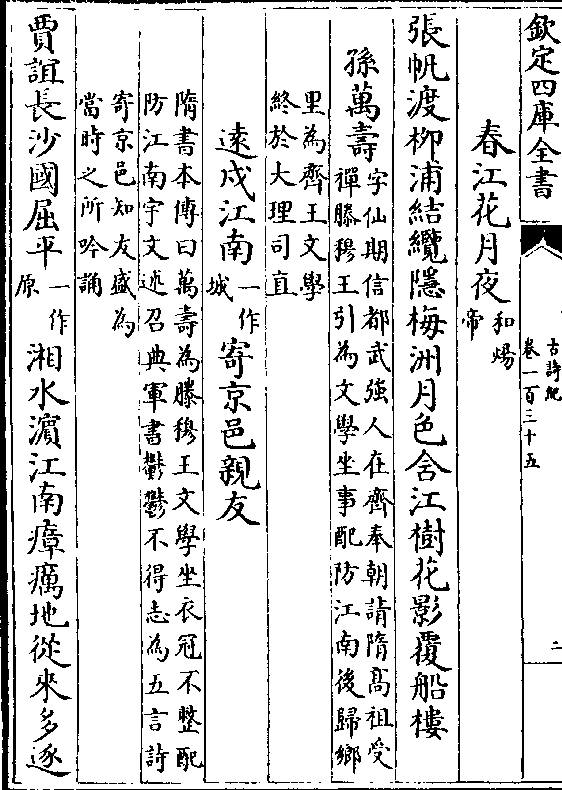 欽定四庫全書
古詩紀
卷一百三十五
二
春江花月夜
和煬
帝
張帆渡柳浦結纜隱梅洲月色含江樹花影覆船樓
孫萬壽
字仙期信都武強人在齊奉朝請隋高祖受
禪滕穆王引為文學坐事配防江南後歸鄉
里為齊王文學
終於大理司直
遠戍江南
一作
城
寄京邑親友
隋書本傳曰萬壽為滕穆王文學坐衣冠不整配
防江南宇文述召典軍書鬱鬱不得志為五言詩
寄京邑知友盛為
當時之所吟誦
賈誼長沙國屈平
一作
原
湘水濵江南瘴癘地從來多逐